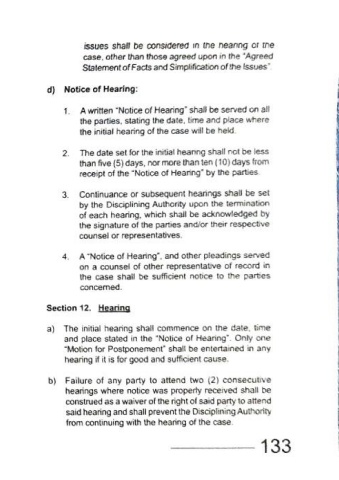 issues shall be considered in the hearing of the
case, other than those agreed upon in the "Agreed
Statement of Facts and Simplification of the Issues".
d) Notice of Hearing:
1. A written "Notice of Hearing" shall be served on all
the parties, stating the date, time and place where
the initial hearing of the case will be held.
2. The date set for the initial hearing shall not be less
than five (5) days, nor more than ten (10) days from
receipt of the "Notice of Hearing" by the parties.
3. Continuance or subsequent hearings shall be set
by the Disciplining Authority upon the termination
of each hearing, which shall be acknowledged by
the signature of the parties and/or their respective
counsel or representatives.
4. A "Notice of Hearing", and other pleadings served
on a counsel of other representative of record in
the case shall be sufficient notice to the parties
concerned.
Section 12. Hearing
a) The initial hearing shall commence on the date, time
and place stated in the "Notice of Hearing". Only one
"Motion for Postponement" shall be entertained in any
hearing if it is for good and sufficient cause.
b) Failure of any party to attend two (2) consecutive
hearings where notice was properly received shall be
construed as a waiver of the right of said party to attend
said hearing and shall prevent the Disciplining Authority
from continuing with the hearing of the case.
133